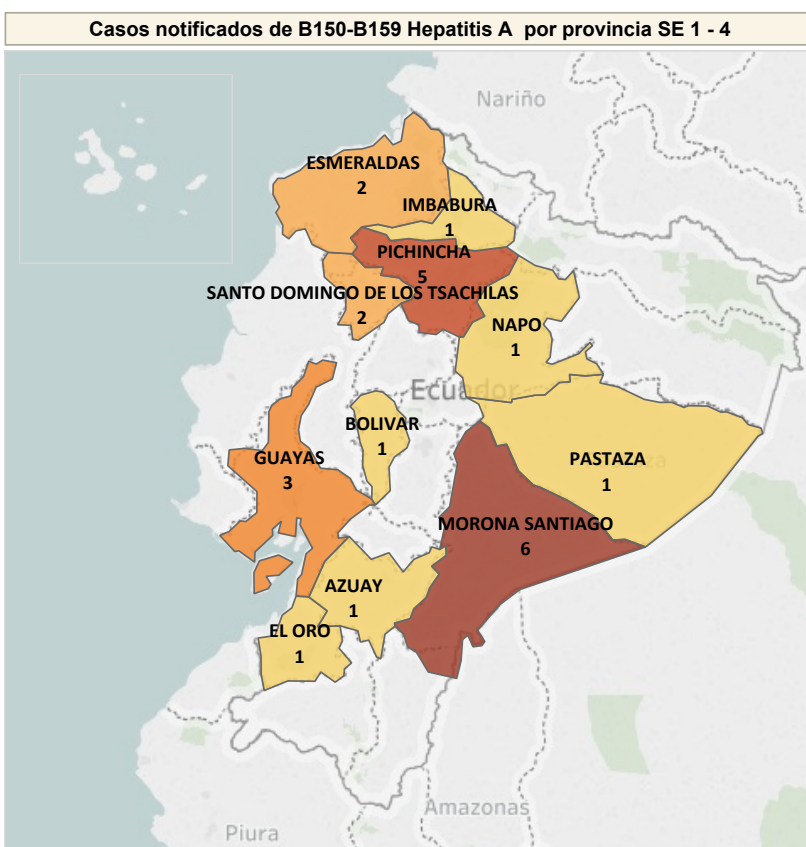 Casos notificados de B150-B159 Hepatitis A por provincia SE 1 - 4
Nariño
ESMERALDAS
2
IMBABURA
1
PICHINCHA
5
SANTO DOMINGO DE LOS TSACHILAS
2
NAPO
1
Ecuador
BOLIVAR
1
GUAYAS
3
PASTAZA
1
MORONA SANTIAGO
6
AZUAY
1
EL ORO
1
Amazonas
Piura